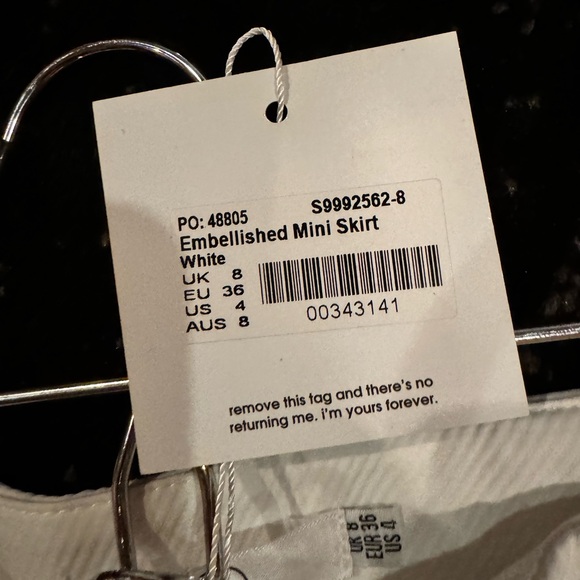 PO: 48805 S9992562-8
Embellished Mini Skirt
White
UK 8
EU 36
US 4
AUS 8
00343141
remove this tag and there's no
returning me. i'm yours forever.
UK 8
EUR 36
US 4